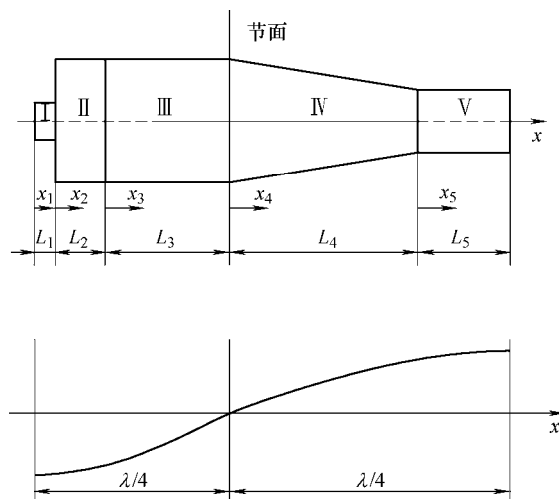 节面
Ⅰ Ⅱ Ⅲ Ⅳ Ⅴ
x
x₁ x₂ x₃ x₄ x₅
L₁ L₂ L₃ L₄ L₅
x
λ/4 λ/4